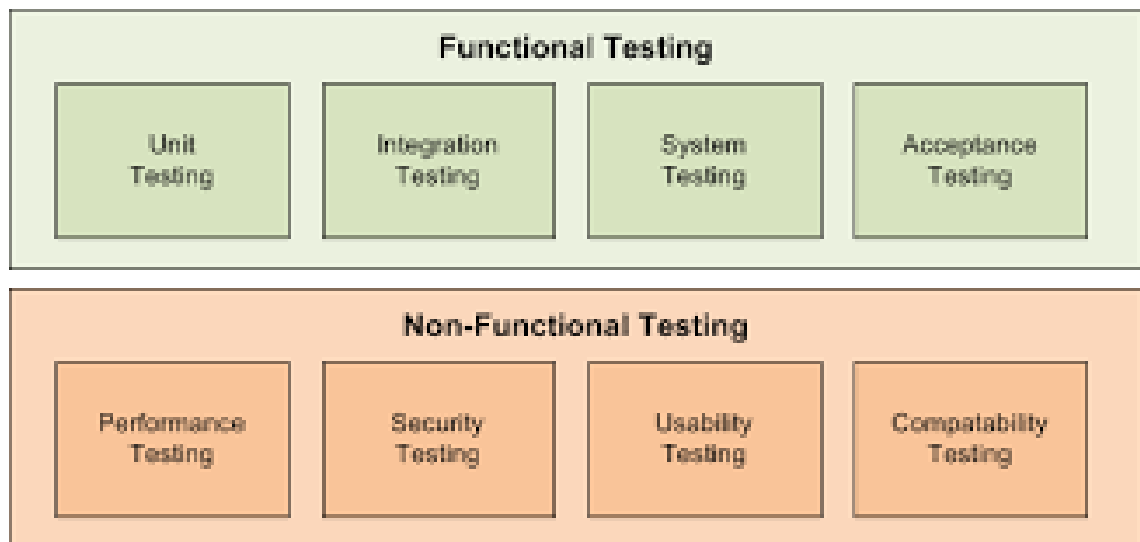 Functional Testing
Unit
Testing
Integration
Testing
System
Testing
Acceptance
Testing
Non-Functional Testing
Performance
Testing
Security
Testing
Usability
Testing
Compatability
Testing